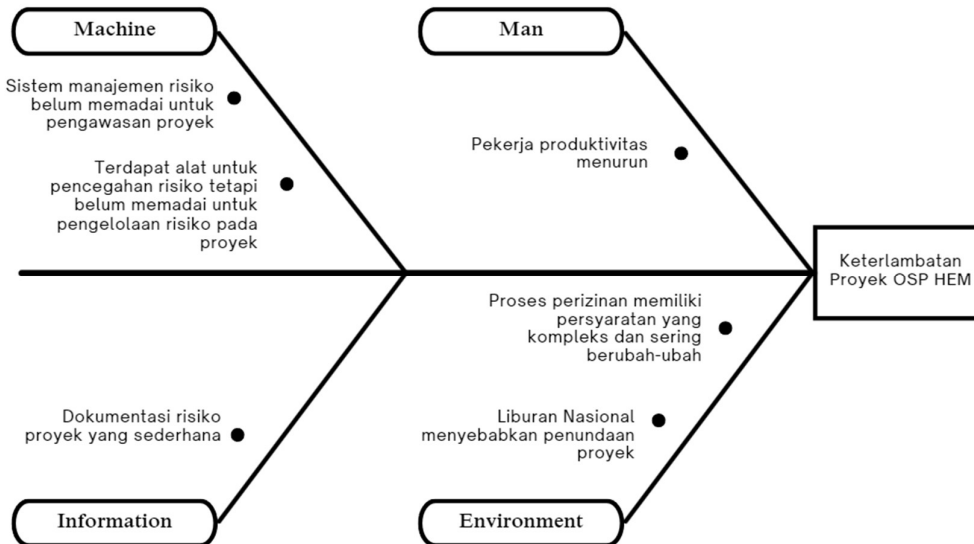 Machine
Man
Sistem manajemen risiko
belum memadai untuk
pengawasan proyek
Pekerja produktivitas
menurun
Terdapat alat untuk
pencegahan risiko tetapi
belum memadai untuk
pengelolaan risiko pada
proyek
Keterlambatan
Proyek OSP HEM
Proses perizinan memiliki
persyaratan yang
kompleks dan sering
berubah-ubah
Dokumentasi risiko
proyek yang sederhana
Liburan Nasional
menyebabkan penundaan
proyek
Information
Environment